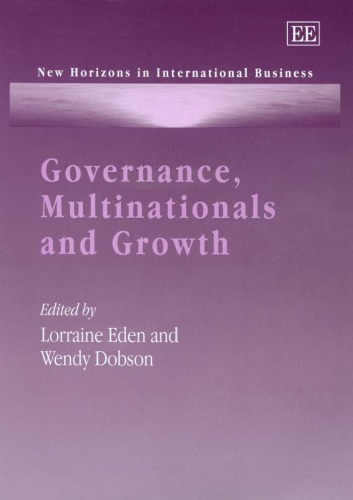 EE
New Horizons in International Business
Governance,
Multinationals
and Growth
Edited by
Lorraine Eden and
Wendy Dobson